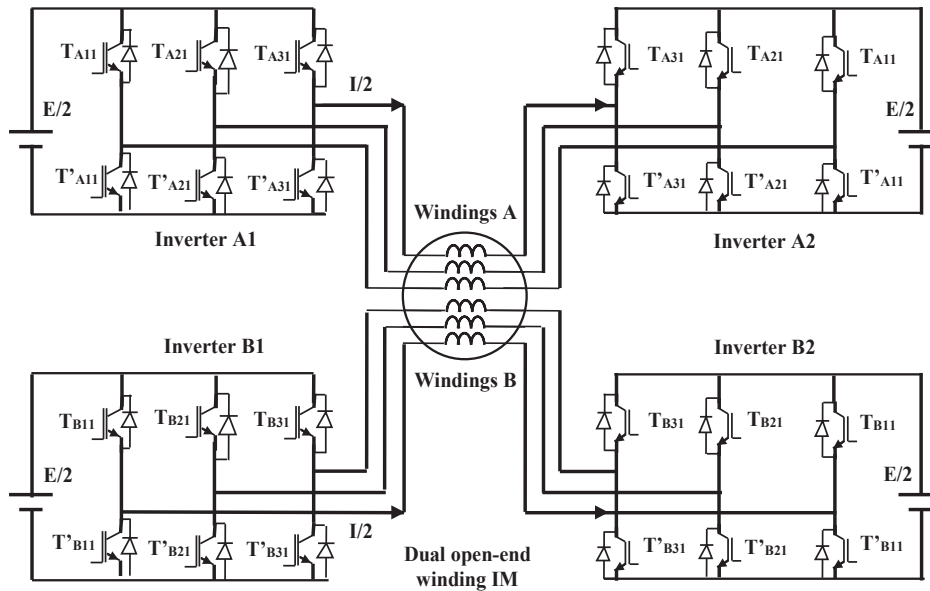 TA11 TA21 TA31
I/2
E/2
T'A11 T'A21 T'A31
Inverter A1
TA31 TA21 TA11
E/2
T'A31 T'A21 T'A11
Inverter A2
Windings A
Windings B
Inverter B1
TB11 TB21 TB31
E/2
I/2
T'B11 T'B21 T'B31
Inverter B2
TB31 TB21 TB11
E/2
T'B31 T'B21 T'B11
Dual open-end
winding IM